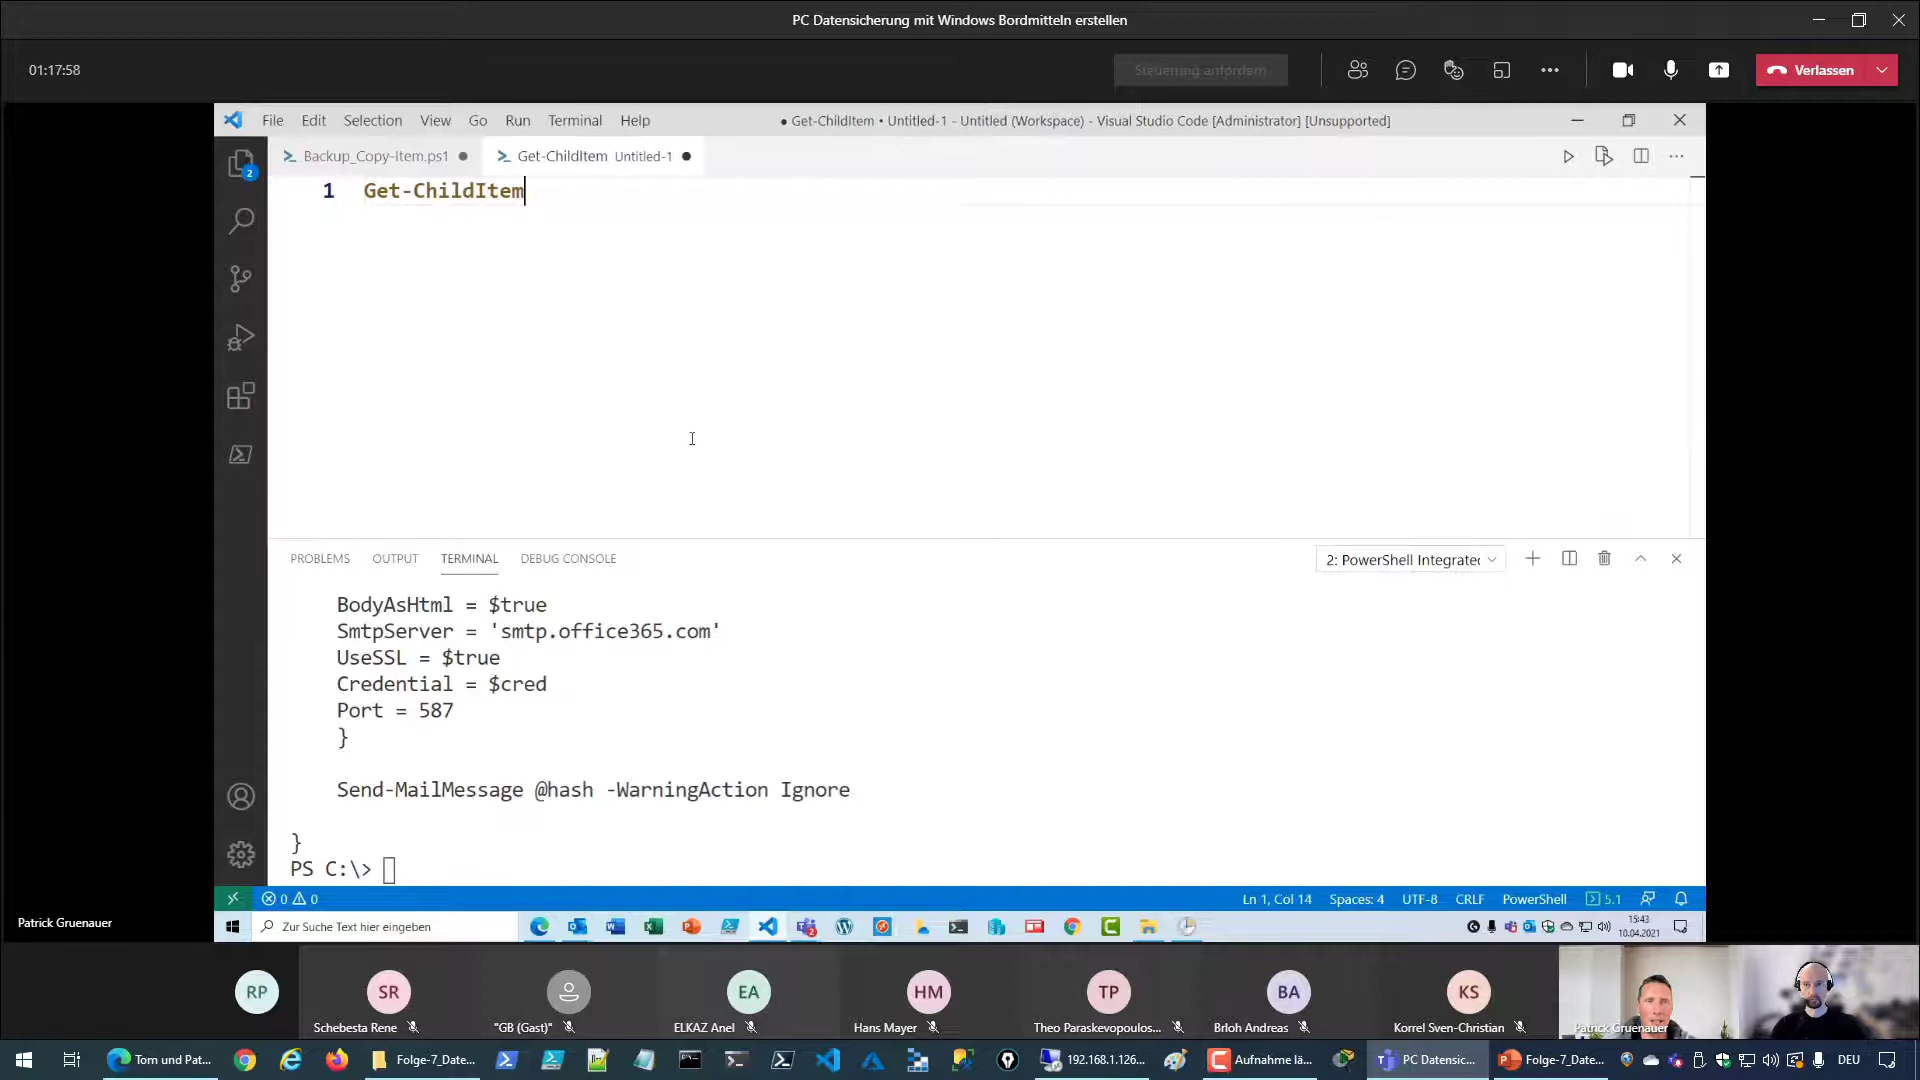 PC Datensicherung mit Windows Bordmitteln erstellen
01:17:58
Steuerung anfordern
Verlassen
File Edit Selection View Go Run Terminal Help
● Get-ChildItem • Untitled-1 - Untitled (Workspace) - Visual Studio Code [Administrator] [Unsupported]
Backup_Copy-Item.ps1
Get-ChildItem Untitled-1
2
1 Get-ChildItem
PROBLEMS OUTPUT TERMINAL DEBUG CONSOLE
2: PowerShell Integrated
BodyAsHtml = $true
SmtpServer = 'smtp.office365.com'
UseSSL = $true
Credential = $cred
Port = 587
}
Send-MailMessage @hash -WarningAction Ignore
}
PS C:\>
0 0
Ln 1, Col 14 Spaces: 4 UTF-8 CRLF PowerShell 5.1
Patrick Gruenauer
Zur Suche Text hier eingeben
15:43
10.04.2021
RP SR EA HM TP BA KS
Schebesta Rene "GB (Gast)" ELKAZ Anel Hans Mayer Theo Paraskevopoulos... Brloh Andreas Korrel Sven-Christian Patrick Gruenauer
Tom und Pat... Folge-7_Date... 192.168.1.126... Aufnahme lä... PC Datensic... Folge-7_Date... DEU